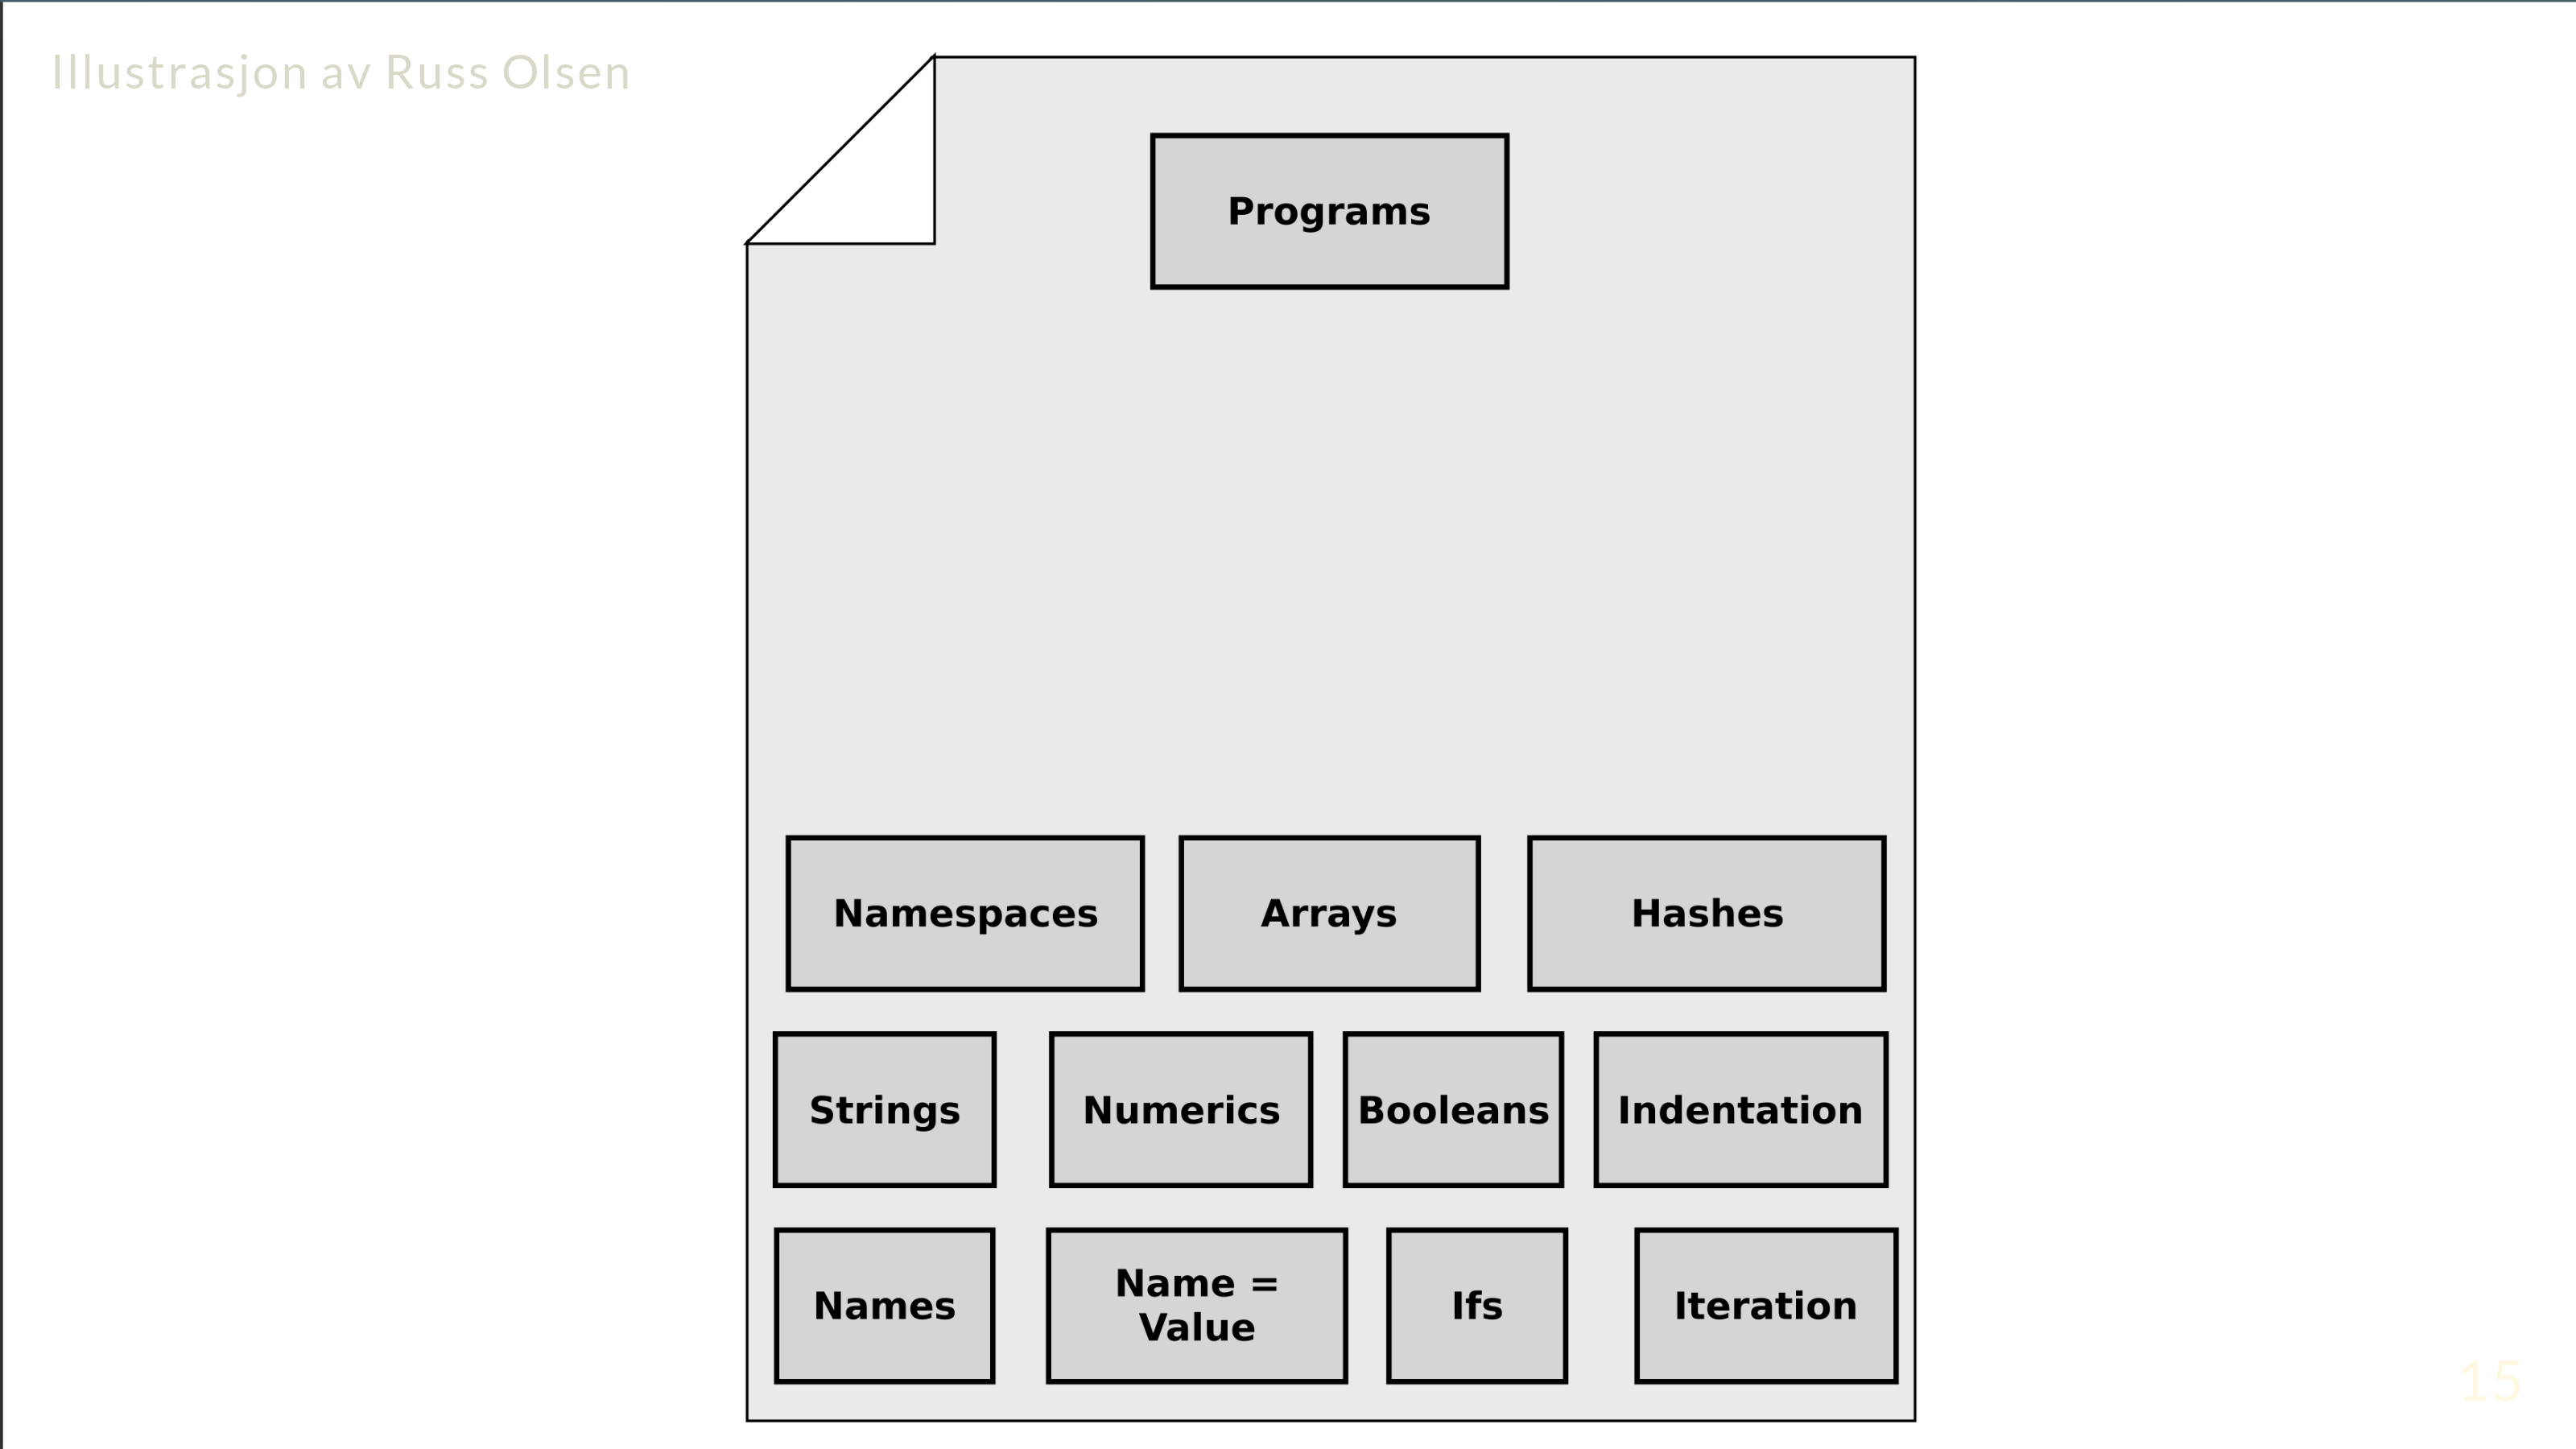 Illustrasjon av Russ Olsen
Programs
Namespaces
Arrays
Hashes
Strings
Numerics
Booleans
Indentation
Names
Name =
Value
Ifs
Iteration
15